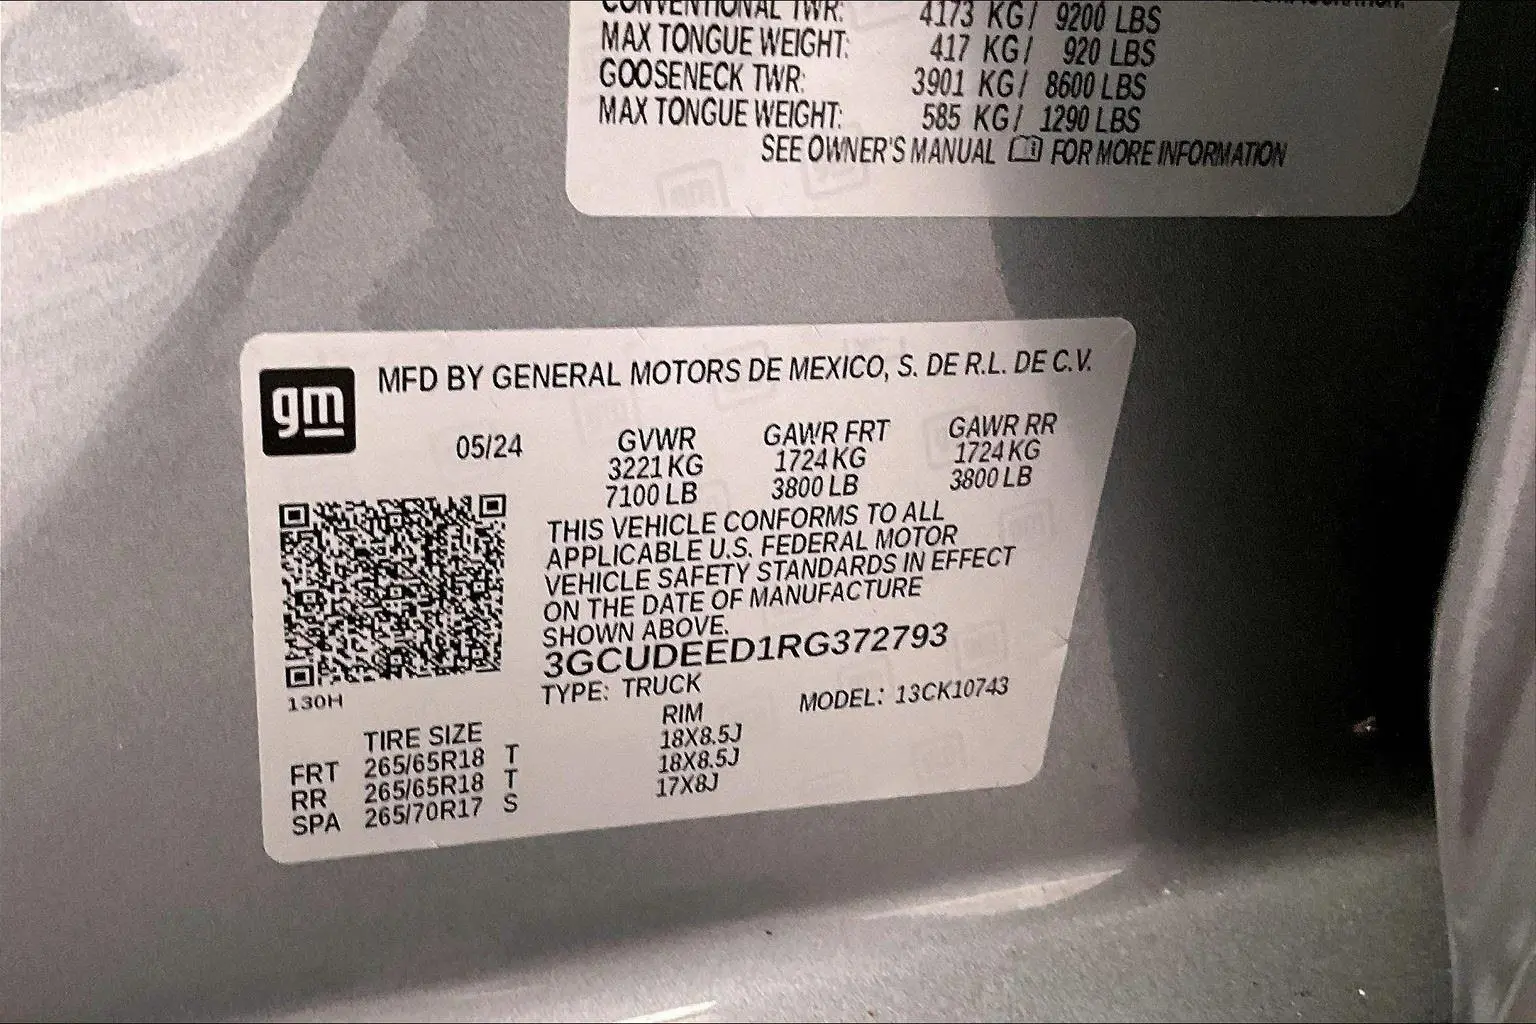 CONVENTIONAL TWR: 4173 KG/ 9200 LBS
MAX TONGUE WEIGHT: 417 KG/ 920 LBS
GOOSENECK TWR: 3901 KG/ 8600 LBS
MAX TONGUE WEIGHT: 585 KG/ 1290 LBS
SEE OWNER'S MANUAL FOR MORE INFORMATION
gm
MFD BY GENERAL MOTORS DE MEXICO, S. DE R.L. DE C.V.
05/24 GVWR GAWR FRT GAWR RR
3221 KG 1724 KG 1724 KG
7100 LB 3800 LB 3800 LB
THIS VEHICLE CONFORMS TO ALL
APPLICABLE U.S. FEDERAL MOTOR
VEHICLE SAFETY STANDARDS IN EFFECT
ON THE DATE OF MANUFACTURE
SHOWN ABOVE.
3GCUDEED1RG372793
130H
TYPE: TRUCK MODEL: 13CK10743
TIRE SIZE RIM
FRT 265/65R18 T 18X8.5J
RR 265/65R18 T 18X8.5J
SPA 265/70R17 S 17X8J